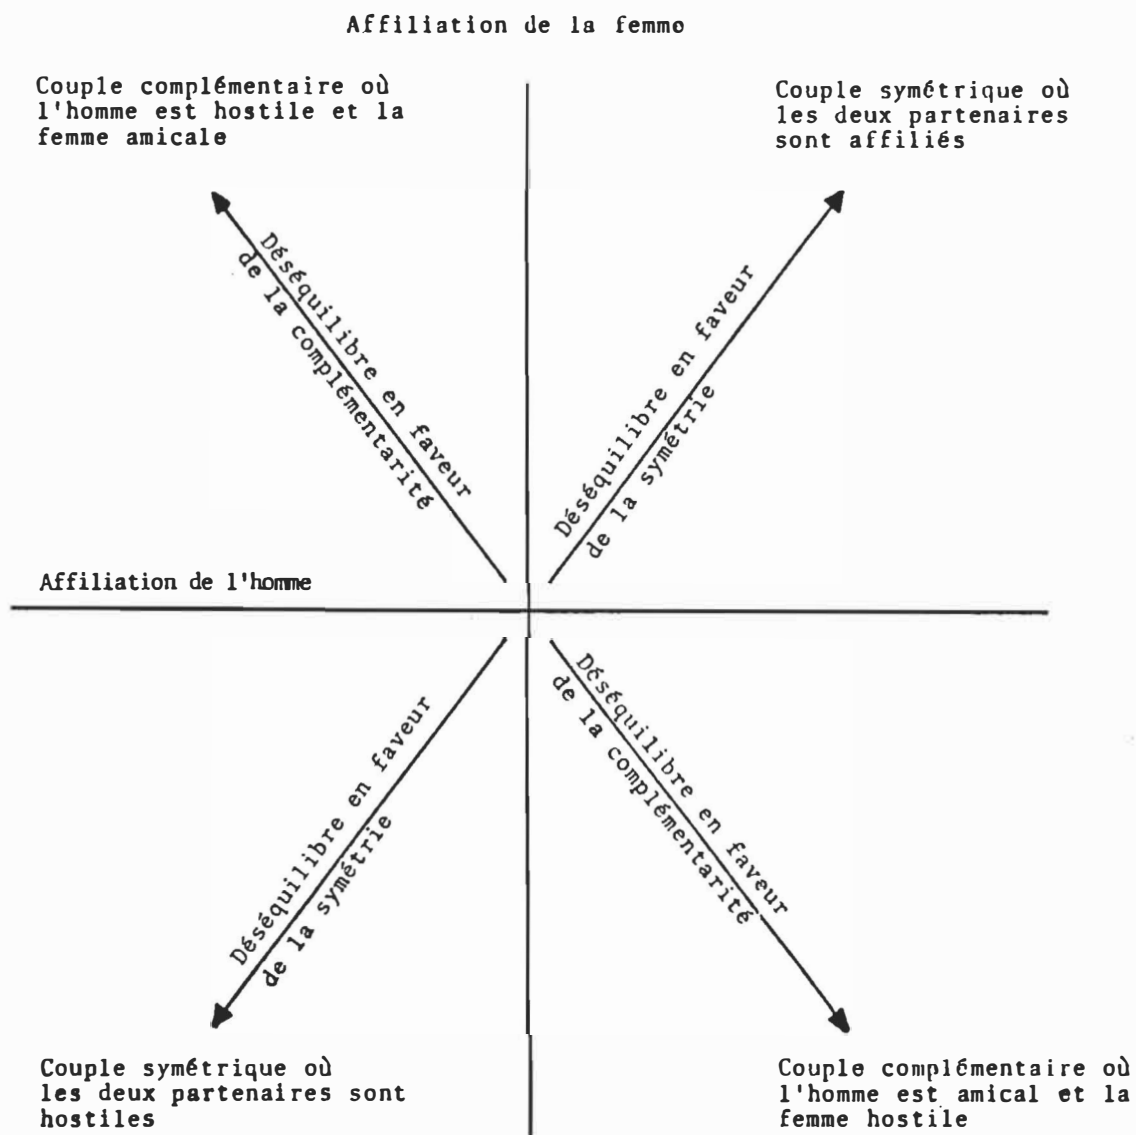 Affiliation de la femme
Couple complémentaire où
l'homme est hostile et la
femme amicale
Couple symétrique où
les deux partenaires
sont affiliés
Déséquilibre en faveur
de la complémentarité
Déséquilibre en faveur
de la symétrie
Affiliation de l'homme
Déséquilibre en faveur
de la symétrie
Déséquilibre en faveur
de la complémentarité
Couple symétrique où
les deux partenaires sont
hostiles
Couple complémentaire où
l'homme est amical et la
femme hostile